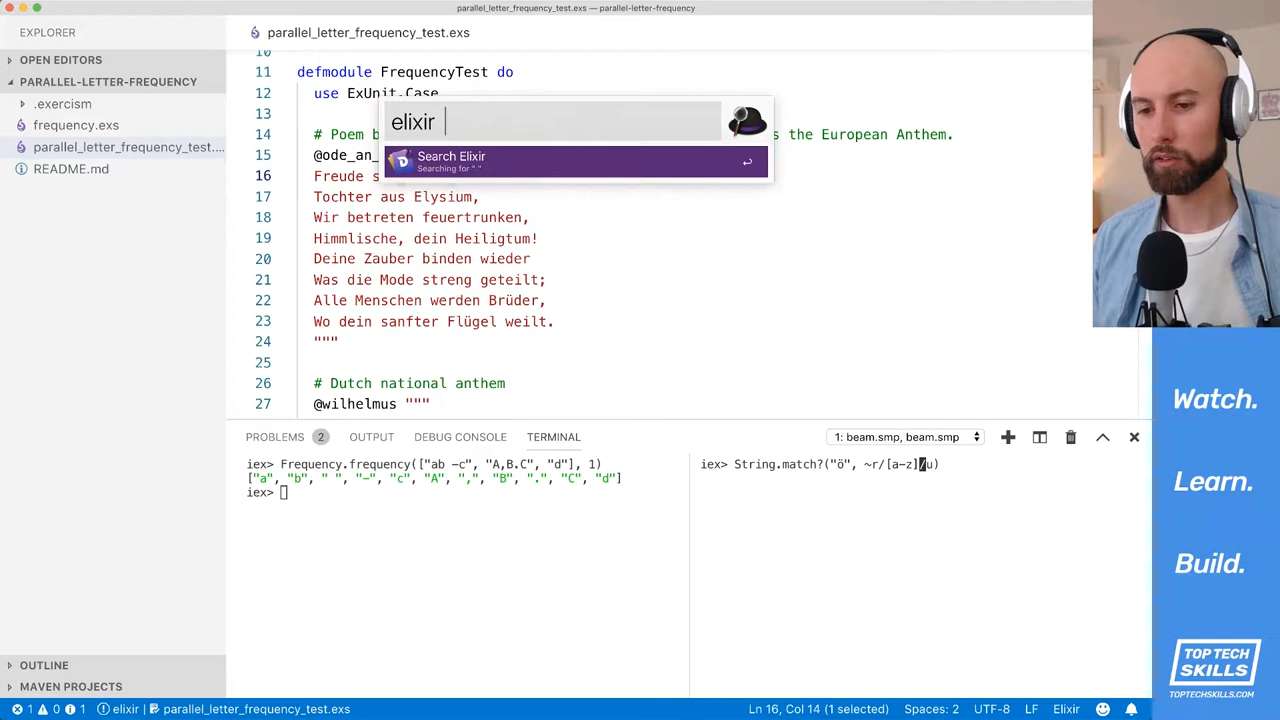 parallel_letter_frequency_test.exs — parallel-letter-frequency
EXPLORER
parallel_letter_frequency_test.exs
OPEN EDITORS
PARALLEL-LETTER-FREQUENCY
.exercism
frequency.exs
parallel_letter_frequency_test....
README.md
OUTLINE
MAVEN PROJECTS
10
11 defmodule FrequencyTest do
12 use ExUnit.Case
13
14 # Poem b s the European Anthem.
15 @ode_an_
16 Freude s
17 Tochter aus Elysium,
18 Wir betreten feuertrunken,
19 Himmlische, dein Heiligtum!
20 Deine Zauber binden wieder
21 Was die Mode streng geteilt;
22 Alle Menschen werden Brüder,
23 Wo dein sanfter Flügel weilt.
24 """
25
26 # Dutch national anthem
27 @wilhelmus """
elixir
Search Elixir
Searching for "."...
PROBLEMS 2 OUTPUT DEBUG CONSOLE TERMINAL 1: beam.smp, beam.smp
iex> Frequency.frequency(["ab -c", "A,B.C", "d"], 1)
["a", "b", " ", "-", "c", "A", ",", "B", ".", "C", "d"]
iex>
iex> String.match?("ö", ~r/[a-z]/u)
Watch.
Learn.
Build.
TOP TECH
SKILLS
TOPTECHSKILLS.COM
1 0 1 elixir parallel_letter_frequency_test.exs Ln 16, Col 14 (1 selected) Spaces: 2 UTF-8 LF Elixir